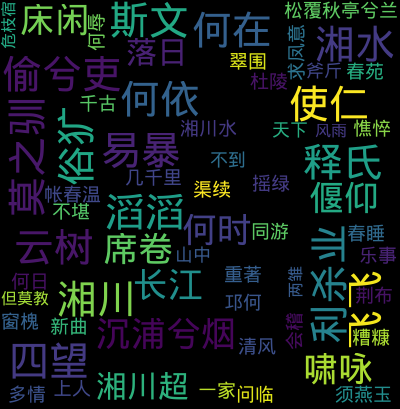 危枝宿
床闲
何辱
斯文
何在
松覆秋亭兮兰
湘水
落日
翠围
求凤意
偷兮吏
杜陵
斧斤
春苑
千古
何依
使仁
莫之驯
俗犷
湘川水
天下
风雨
憔悴
易暴
不到
释氏
几千里
帐春温
渠续
摇绿
偃仰
不堪
滔滔
云树
何时
同游
席卷
山中
利杀业
春睡
乐事
何日
长江
重著
两雏
飞飞
荆布
但莫教
湘川
邛何
窗槐
新曲
沉浦兮烟
清风
会稽
糟糠
四望
啸咏
多情
上人
湘川超
一家
问临
须燕玉